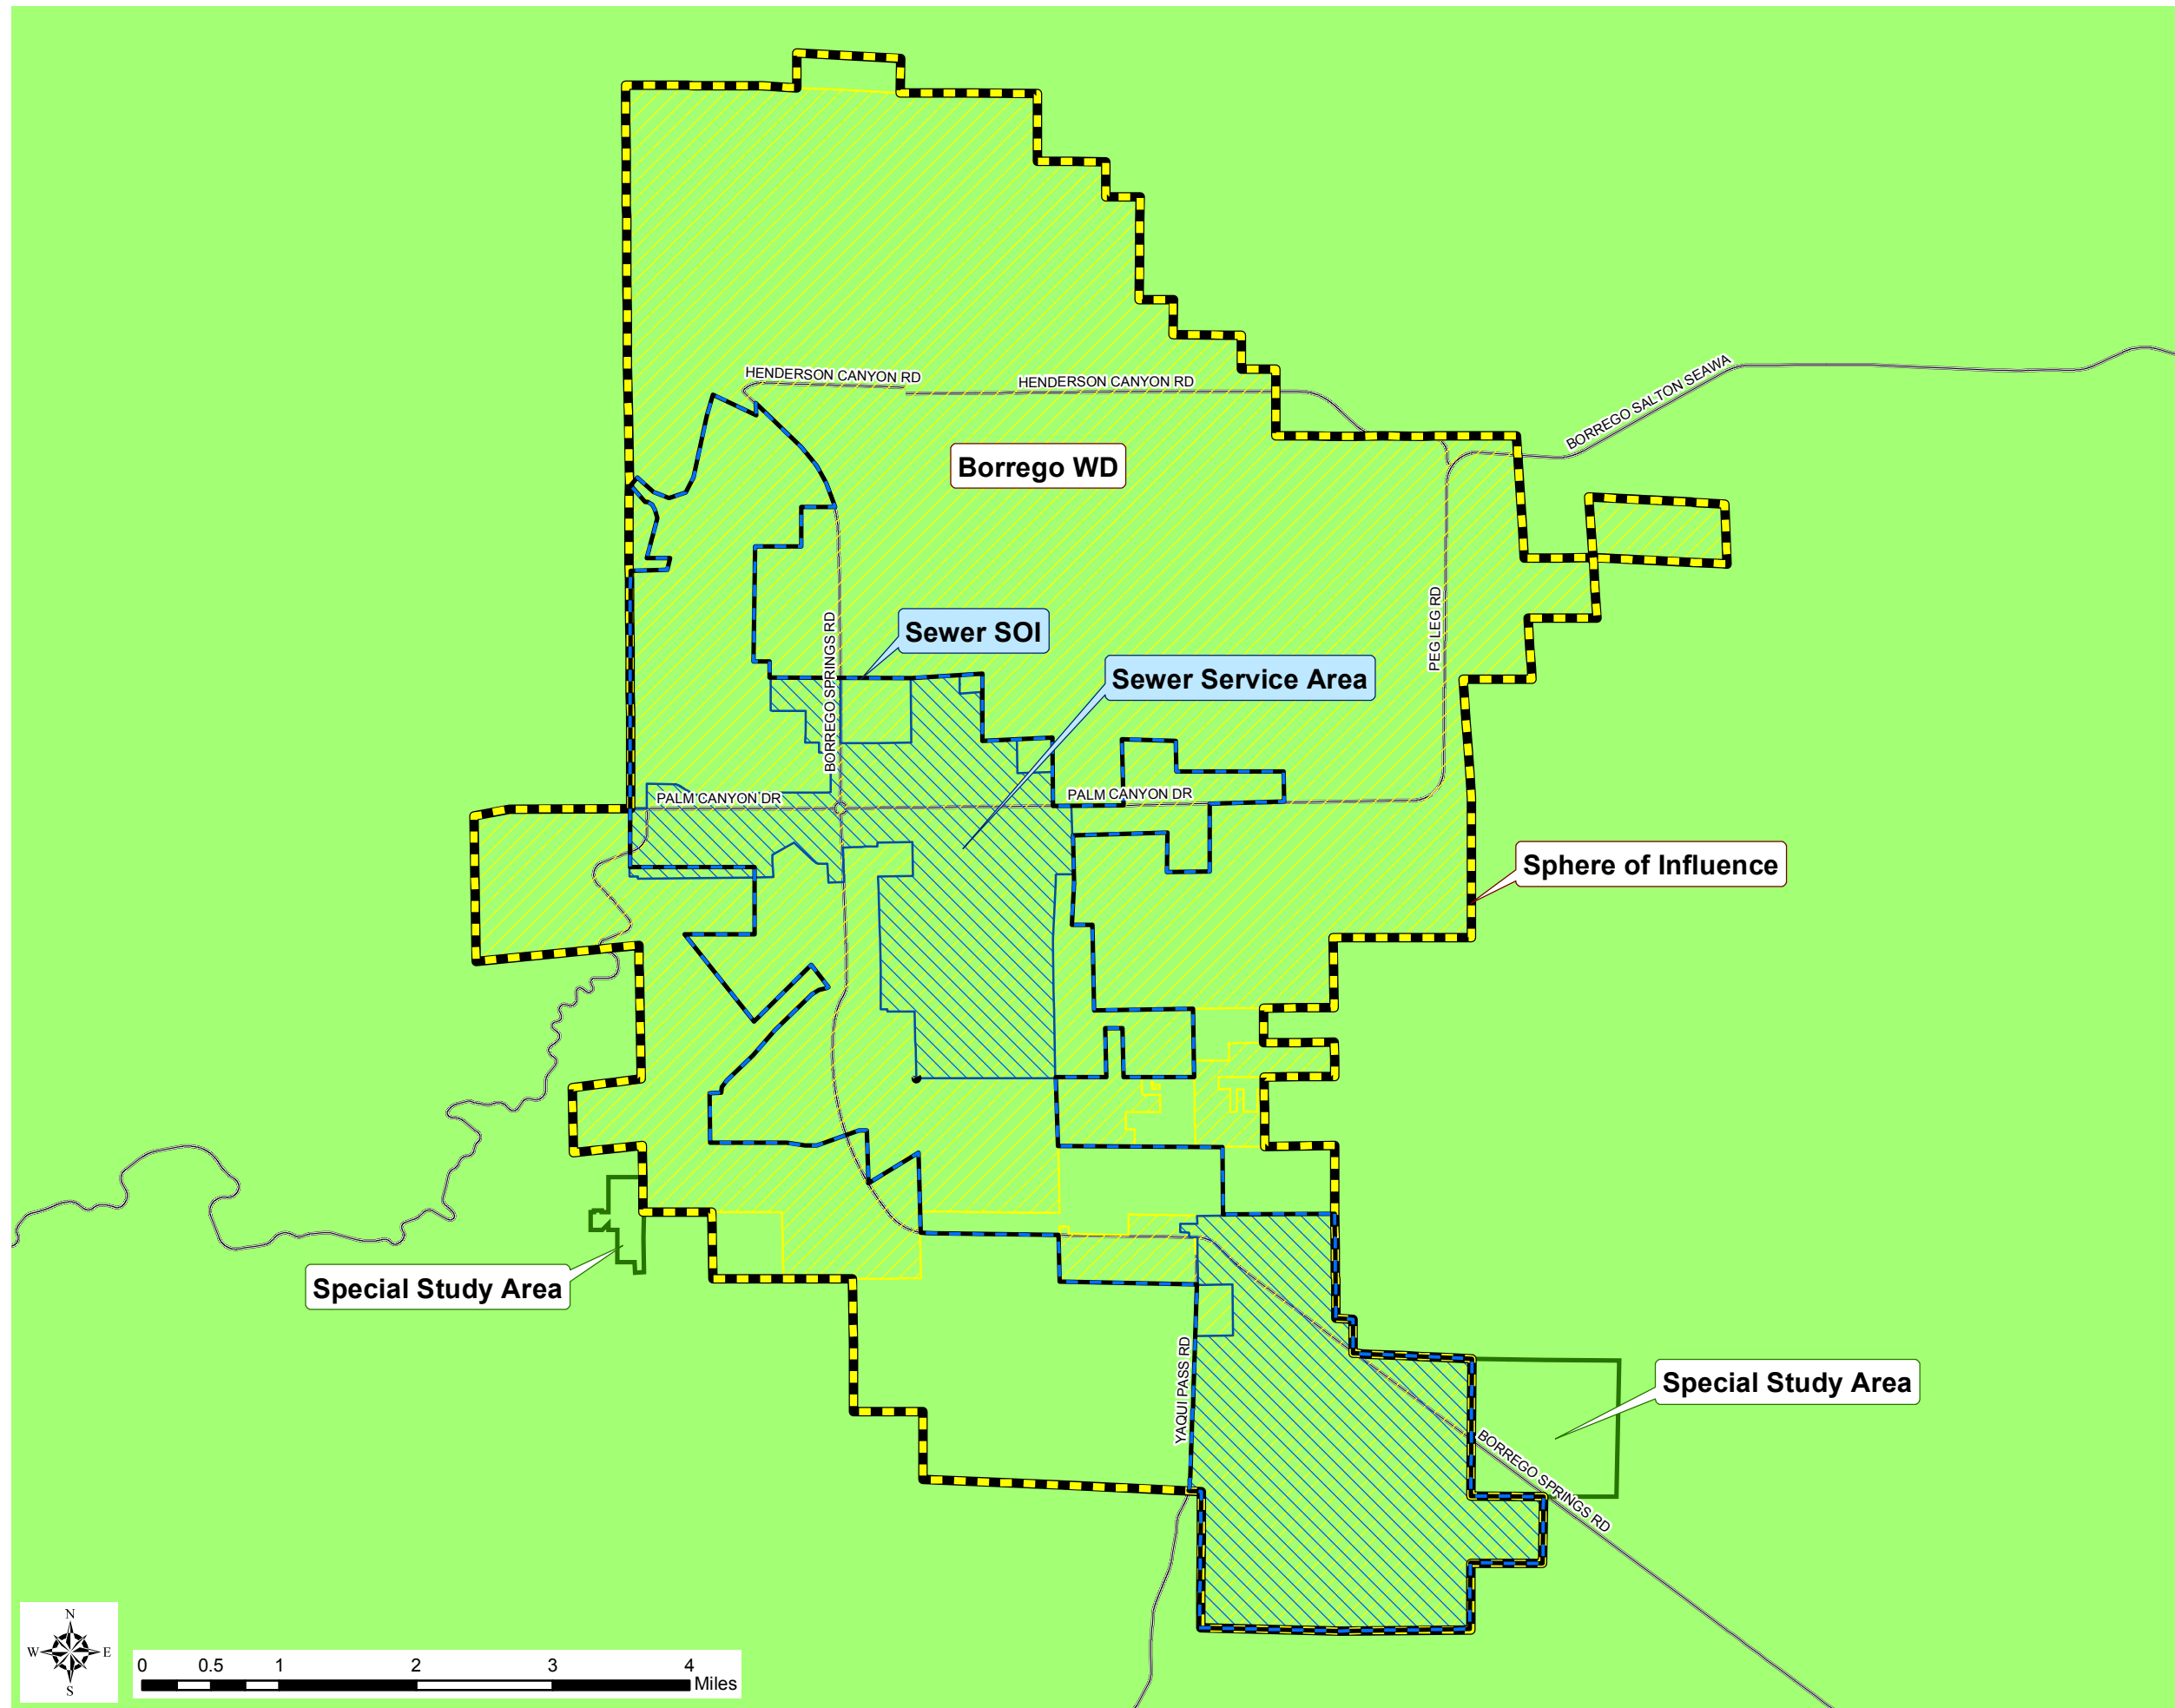 HENDERSON CANYON RD
HENDERSON CANYON RD
BORREGO SALTON SEAWA
Borrego WD
Sewer SOI
Sewer Service Area
BORREGO SPRINGS RD
PEG LEG RD
PALM CANYON DR
PALM CANYON DR
Sphere of Influence
Special Study Area
YAQUI PASS RD
Special Study Area
BORREGO SPRINGS RD
N
W E
S
0 0.5 1 2 3 4
Miles